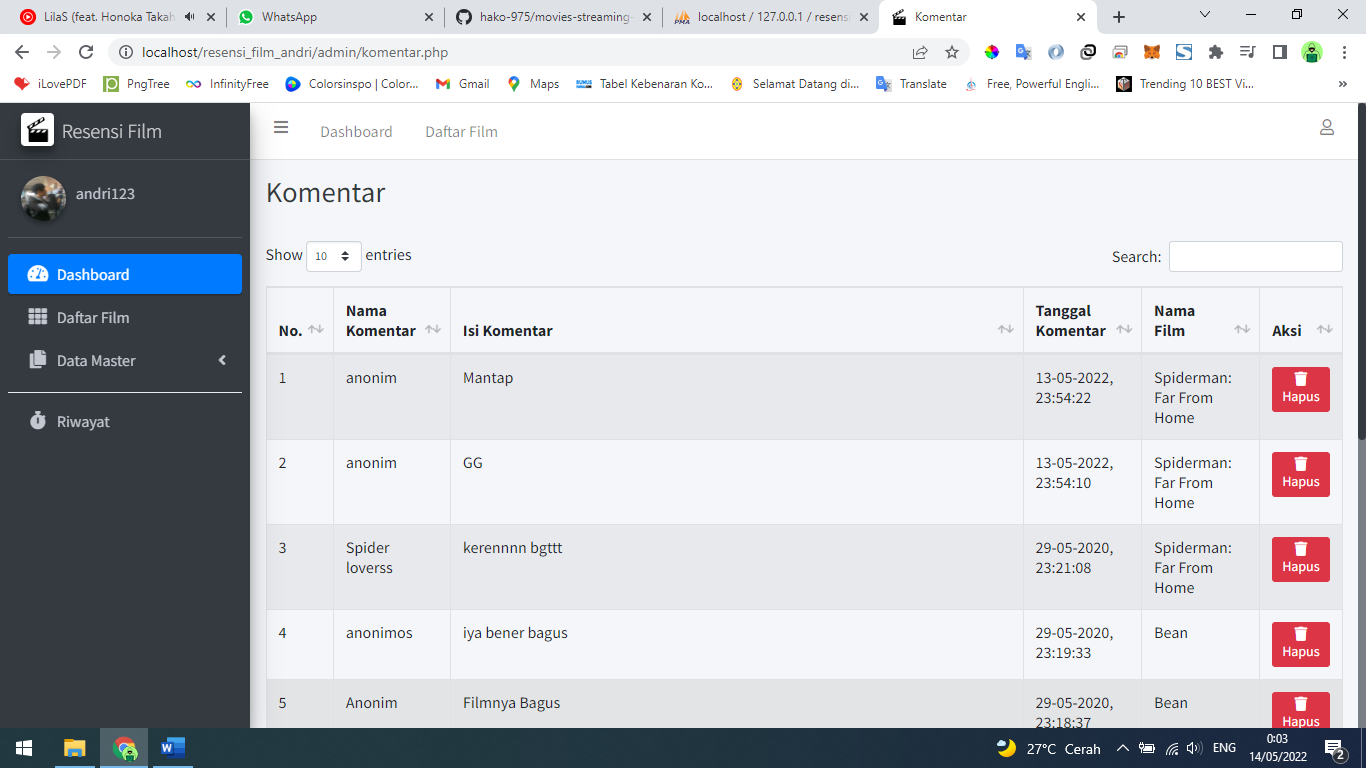 LilaS (feat. Honoka Takah
WhatsApp
hako-975/movies-streaming-
localhost / 127.0.0.1 / resensi
Komentar
localhost/resensi_film_andri/admin/komentar.php
iLovePDF
PngTree
InfinityFree
Colorsinspo | Color...
Gmail
Maps
Tabel Kebenaran Ko...
Selamat Datang di...
Translate
Free, Powerful Engli...
Trending 10 BEST Vi...
»
Resensi Film
Dashboard
Daftar Film
andri123
Dashboard
Daftar Film
Data Master
Riwayat
Komentar
Show 10 entries
Search:
No.
Nama
Komentar
Isi Komentar
Tanggal
Komentar
Nama
Film
Aksi
1
anonim
Mantap
13-05-2022,
23:54:22
Spiderman:
Far From
Home
Hapus
2
anonim
GG
13-05-2022,
23:54:10
Spiderman:
Far From
Home
Hapus
3
Spider
loverss
kerennnn bgttt
29-05-2020,
23:21:08
Spiderman:
Far From
Home
Hapus
4
anonimos
iya bener bagus
29-05-2020,
23:19:33
Bean
Hapus
5
Anonim
Filmnya Bagus
29-05-2020,
23:18:37
Bean
Hapus
27°C Cerah
ENG
0:03
14/05/2022
2